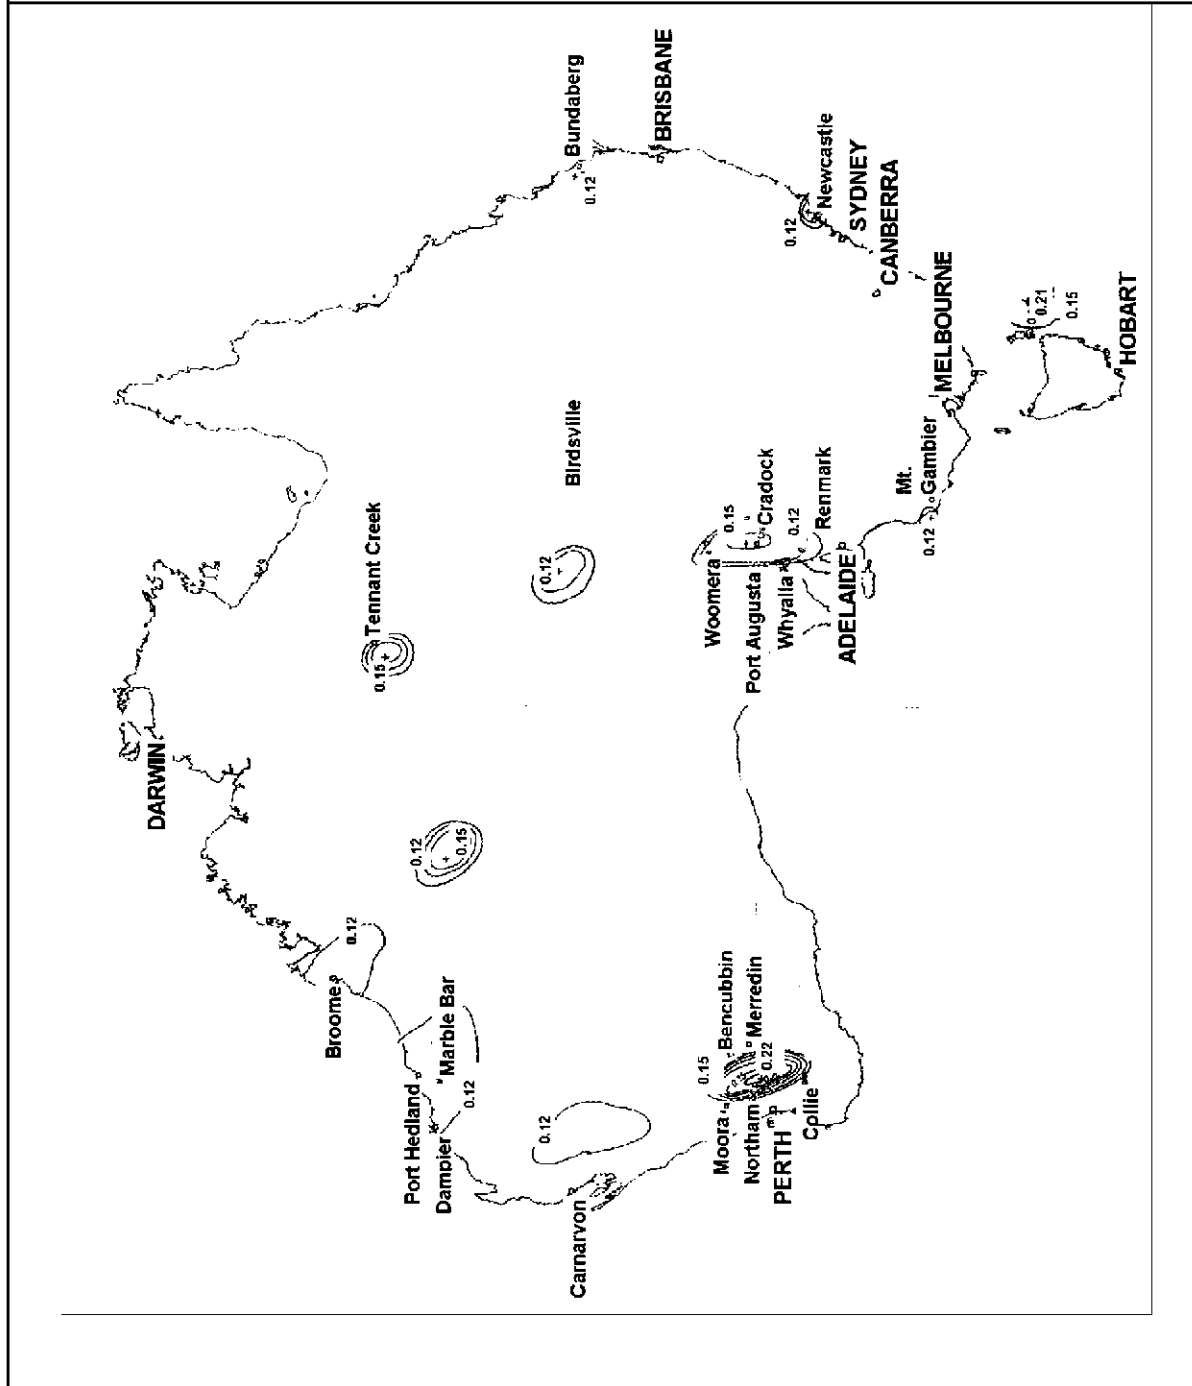 DARWIN
Tennant Creek
0.15
Birdsville
0.12
Bundaberg
0.12
BRISBANE
Newcastle
0.12
SYDNEY
CANBERRA
MELBOURNE
Mt.
Gambier
0.12
0.21
0.15
HOBART
0.15
Cradock
0.12
Renmark
Woomera
Port Augusta
Whyalla
ADELAIDE
0.12
0.15
0.12
Broome
Marble Bar
0.12
Port Hedland
Dampier
0.12
Carnarvon
0.15
Bencubbin
Merredin
0.22
Moora
Northam
PERTH
Collie